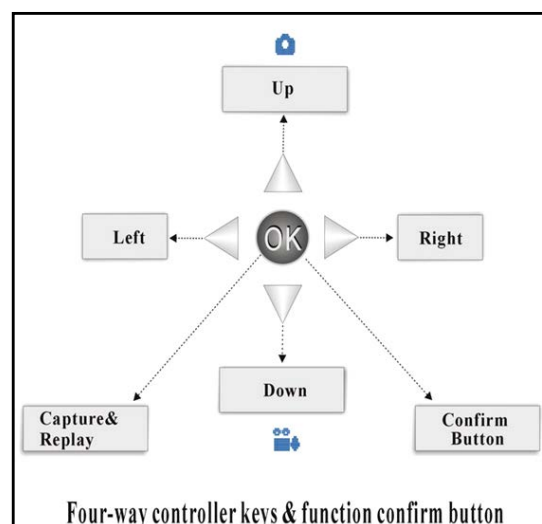 Up
Left
OK
Right
Down
Capture&
Replay
Confirm
Button
Four-way controller keys & function confirm button